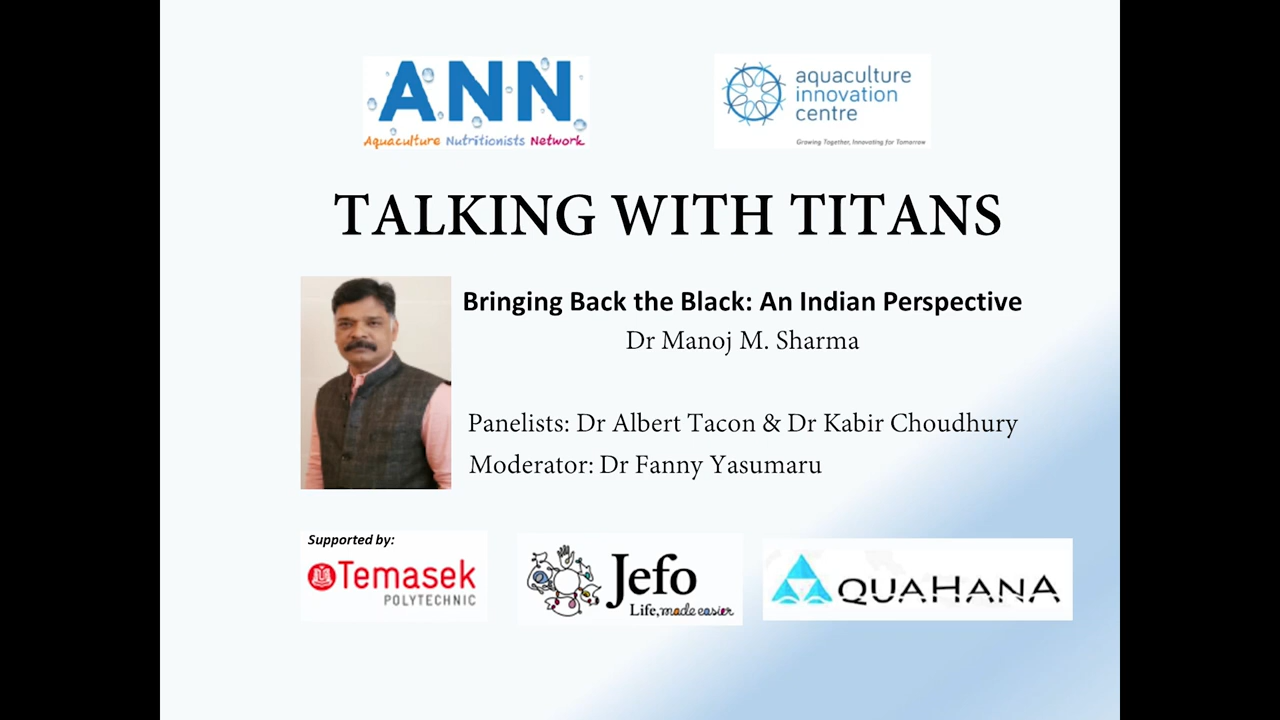 ANN
Aquaculture Nutritionists Network
aquaculture
innovation
centre
Growing Together, Innovating for Tomorrow
TALKING WITH TITANS
Bringing Back the Black: An Indian Perspective
Dr Manoj M. Sharma
Panelists: Dr Albert Tacon & Dr Kabir Choudhury
Moderator: Dr Fanny Yasumaru
Supported by:
Temasek
POLYTECHNIC
Jefo
Life, made easier
AQUAHANA